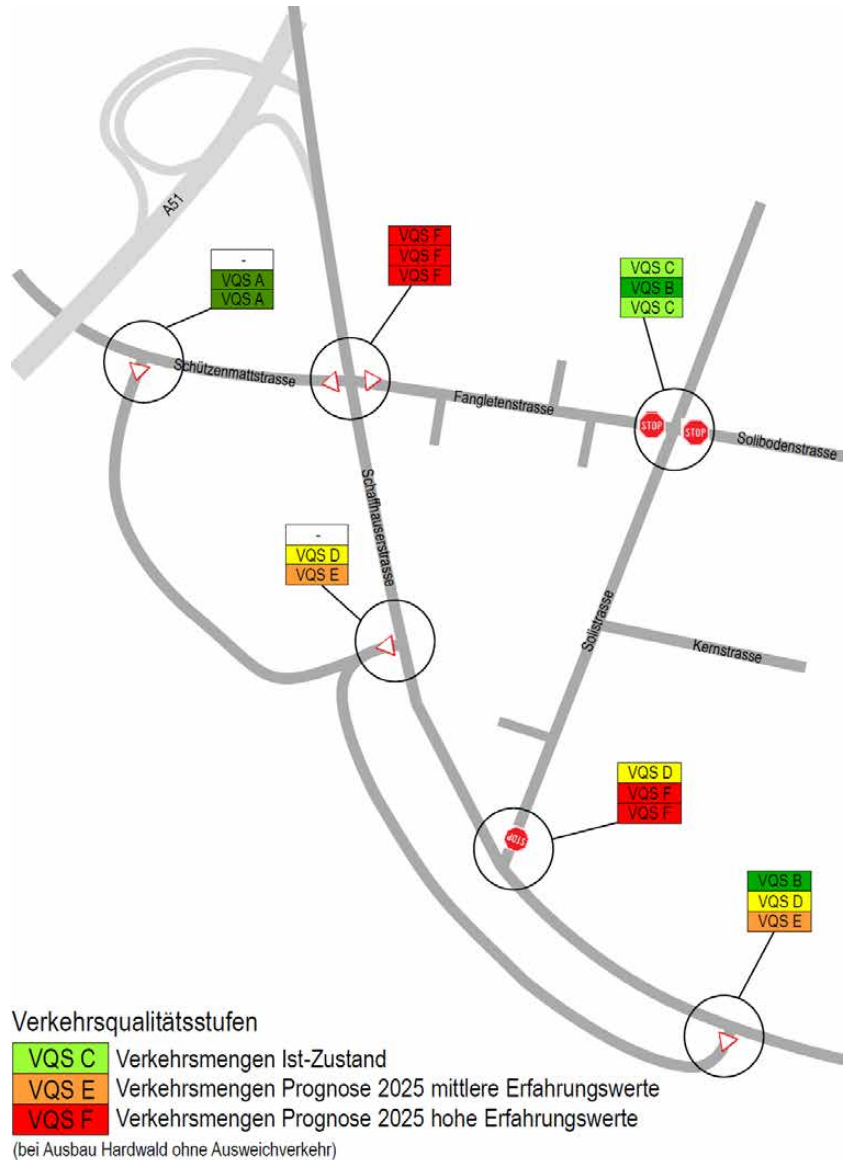 A51
VQS F
VQS F
VQS F
-
VQS A
VQS A
VQS C
VQS B
VQS C
Schützenmattstrasse
Fangletenstrasse
STOP
STOP
Solibodenstrasse
Schaffhauserstrasse
-
VQS D
VQS E
Solistrasse
Kernstrasse
VQS D
VQS F
VQS F
STOP
VQS B
VQS D
VQS E
Verkehrsqualitätsstufen
VQS C Verkehrsmengen Ist-Zustand
VQS E Verkehrsmengen Prognose 2025 mittlere Erfahrungswerte
VQS F Verkehrsmengen Prognose 2025 hohe Erfahrungswerte
(bei Ausbau Hardwald ohne Ausweichverkehr)